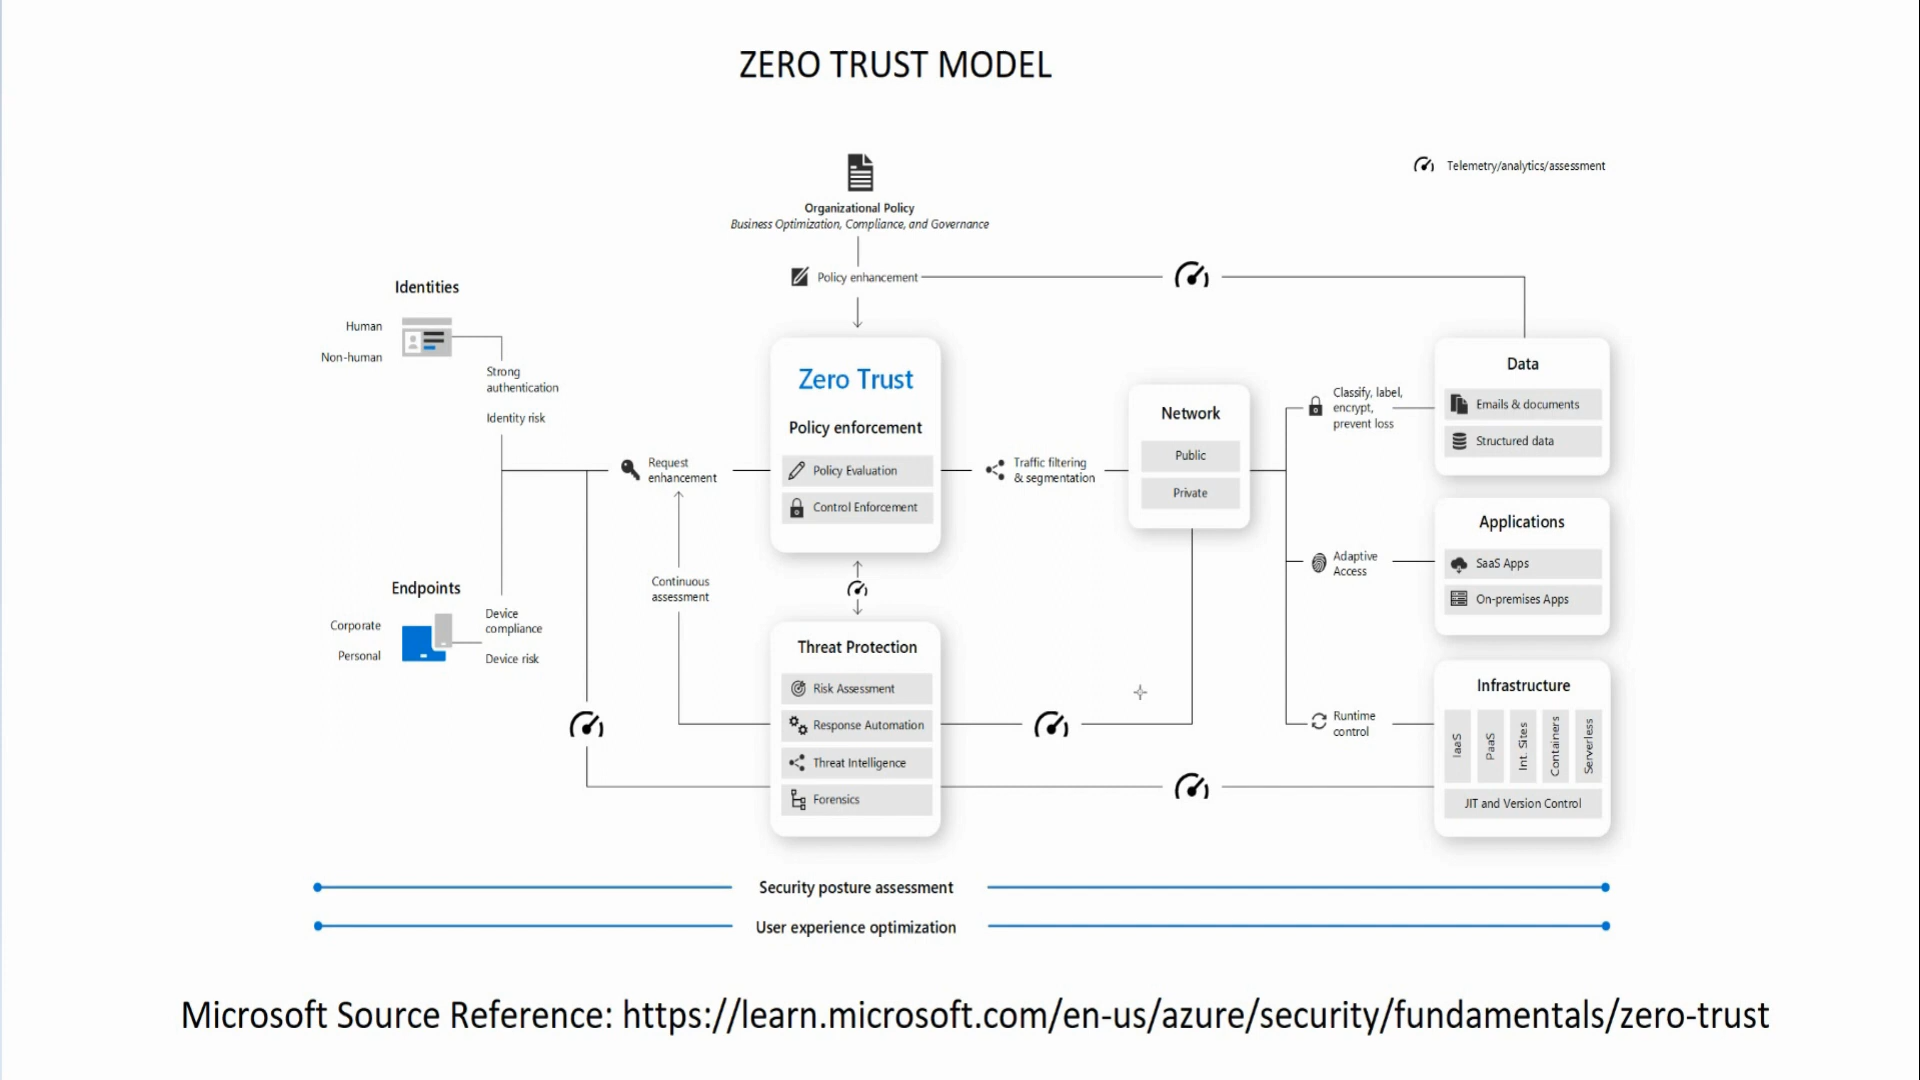 ZERO TRUST MODEL
Telemetry/analytics/assessment
Organizational Policy
Business Optimization, Compliance, and Governance
Policy enhancement
Identities
Human
Non-human
Strong
authentication
Identity risk
Endpoints
Corporate
Personal
Device
compliance
Device risk
Request
enhancement
Continuous
assessment
Zero Trust
Policy enforcement
Policy Evaluation
Control Enforcement
Threat Protection
Risk Assessment
Response Automation
Threat Intelligence
Forensics
Traffic filtering
& segmentation
Network
Public
Private
Classify, label,
encrypt,
prevent loss
Adaptive
Access
Runtime
control
Data
Emails & documents
Structured data
Applications
SaaS Apps
On-premises Apps
Infrastructure
IaaS
PaaS
Int. Sites
Containers
Serverless
JIT and Version Control
Security posture assessment
User experience optimization
Microsoft Source Reference: https://learn.microsoft.com/en-us/azure/security/fundamentals/zero-trust